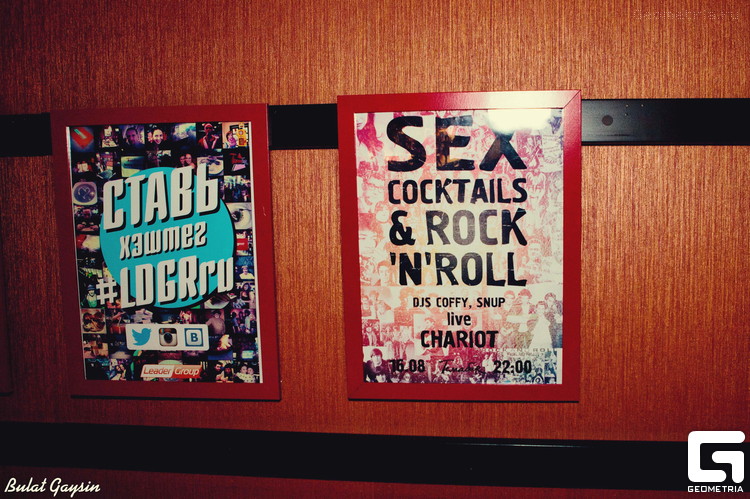 СТАВЬ
хэштег
#LDGRru
B
Leader Group
SEX
COCKTAILS
& ROCK
'N'ROLL
DJS COFFY, SNUP
live
CHARIOT
16.08
22:00
Bulat Gaysin
GEOMETRIA